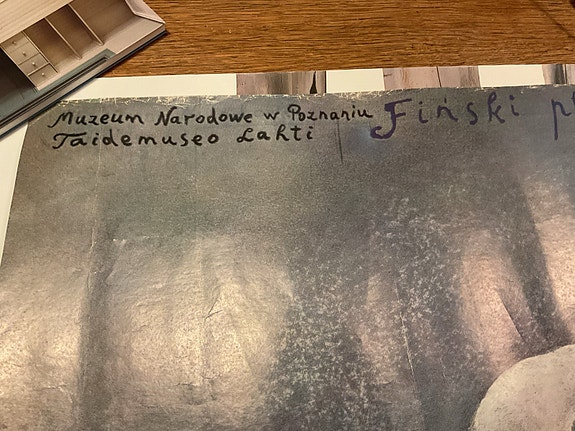 Muzeum Narodowe w Poznaniu
Taidemuseo Lahti
Fiński